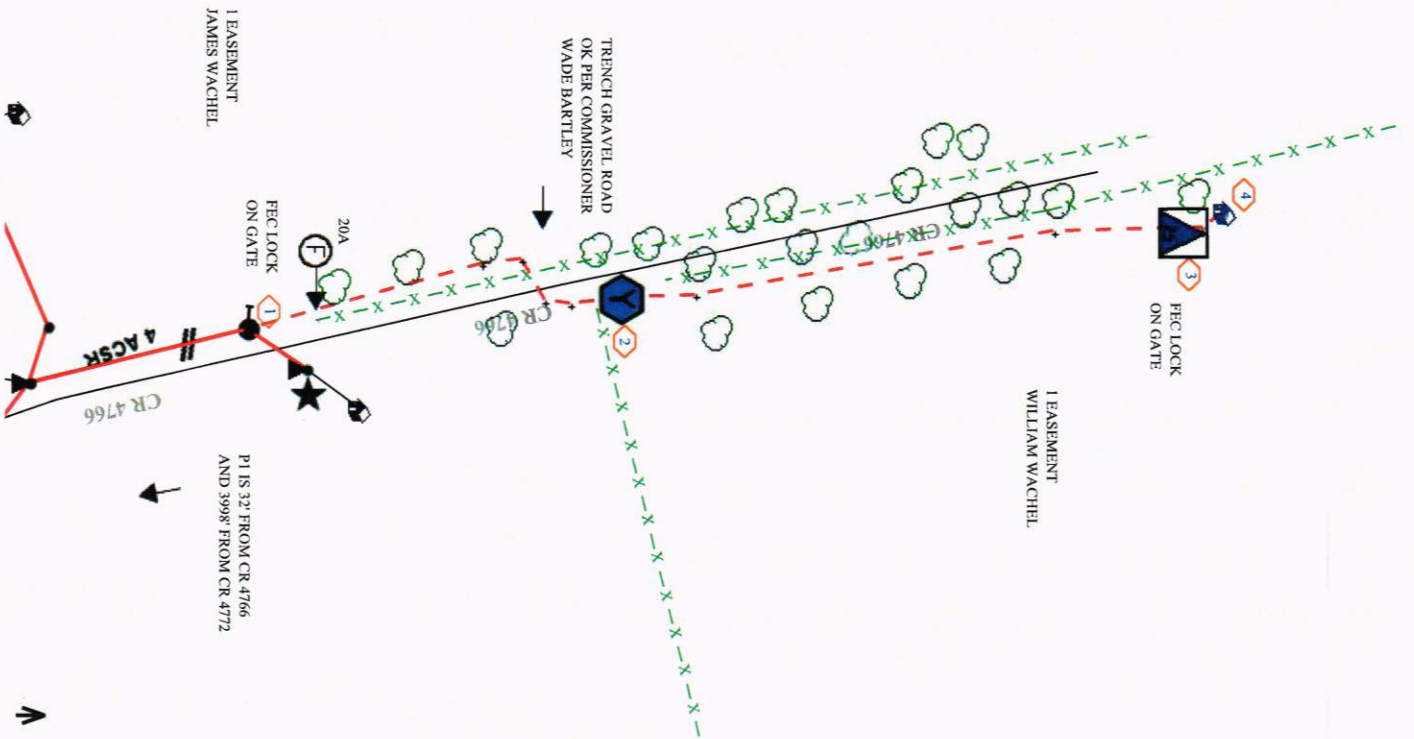 1 EASEMENT
JAMES WACHEL
TRENCH GRAVEL ROAD
OK PER COMMISSIONER
WADE BARTLEY
FEC LOCK
ON GATE
20A
F
1
4 ACSR
CR 4766
P1 IS 32' FROM CR 4766
AND 3998' FROM CR 4772
CR 4766
Y
2
CR 4766
1 EASEMENT
WILLIAM WACHEL
4
3
FEC LOCK
ON GATE